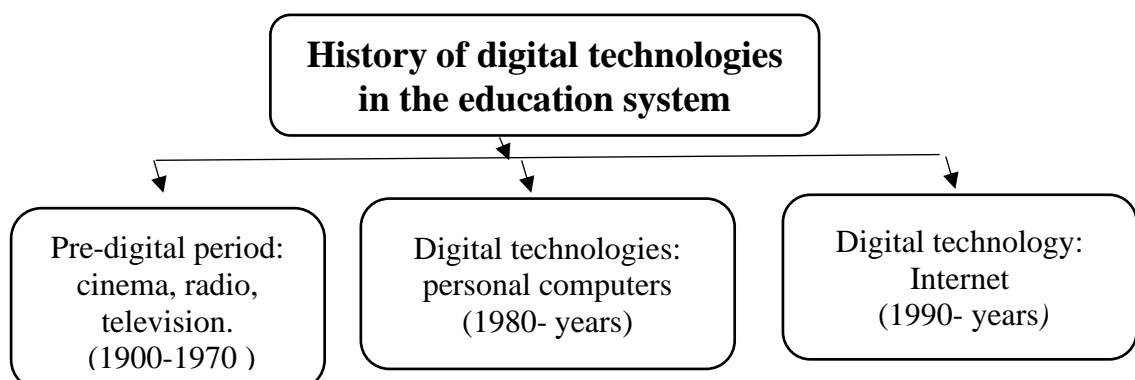 History of digital technologies
in the education system
Pre-digital period:
cinema, radio,
television.
(1900-1970 )
Digital technologies:
personal computers
(1980- years)
Digital technology:
Internet
(1990- years)